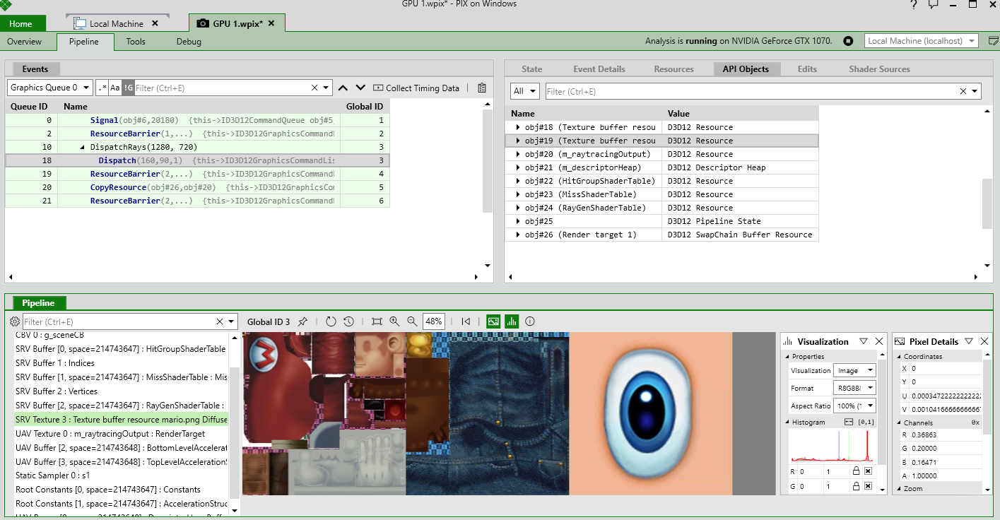 GPU 1.wpix* - PIX on Windows
Home
Local Machine
GPU 1.wpix*
Overview
Pipeline
Tools
Debug
Analysis is running on NVIDIA GeForce GTX 1070.
Local Machine (localhost)
Events
Graphics Queue 0
.* Aa !G Filter (Ctrl+E)
Collect Timing Data
Queue ID Name Global ID
0 Signal(obj#6,20180) {this->ID3D12CommandQueue obj#5 1
2 ResourceBarrier(1,...) {this->ID3D12GraphicsCommandl 2
10 DispatchRays(1280, 720) 3
18 Dispatch(160,90,1) {this->ID3D12GraphicsCommandLis 3
19 ResourceBarrier(2,...) {this->ID3D12GraphicsCommandl 4
20 CopyResource(obj#26,obj#20) {this->ID3D12GraphicsCom 5
21 ResourceBarrier(2,...) {this->ID3D12GraphicsCommandl 6
State
Event Details
Resources
API Objects
Edits
Shader Sources
All
Filter (Ctrl+E)
Name Value
obj#18 (Texture buffer resou D3D12 Resource
obj#19 (Texture buffer resou D3D12 Resource
obj#20 (m_raytracingOutput) D3D12 Resource
obj#21 (m_descriptorHeap) D3D12 Descriptor Heap
obj#22 (HitGroupShaderTable) D3D12 Resource
obj#23 (MissShaderTable) D3D12 Resource
obj#24 (RayGenShaderTable) D3D12 Resource
obj#25 D3D12 Pipeline State
obj#26 (Render target 1) D3D12 SwapChain Buffer Resource
Pipeline
Filter (Ctrl+E)
Global ID 3
48%
CBV 0 : g_sceneCB
SRV Buffer [0, space=214743647] : HitGroupShaderTable
SRV Buffer 1 : Indices
SRV Buffer [1, space=214743647] : MissShaderTable : Mis
SRV Buffer 2 : Vertices
SRV Buffer [2, space=214743647] : RayGenShaderTable :
SRV Texture 3 : Texture buffer resource mario.png Diffuse
UAV Texture 0 : m_raytracingOutput : RenderTarget
UAV Buffer [2, space=214743648] : BottomLevelAccelerat
UAV Buffer [3, space=214743648] : TopLevelAccelerationS
Static Sampler 0 : s1
Root Constants [0, space=214743647] : Constants
Root Constants [1, space=214743647] : AccelerationStruc
M
Visualization
Properties
Visualization Image
Format R8G8B8
Aspect Ratio 100% (1
Histogram [0,1]
R 0 1
G 0 1
Pixel Details
Coordinates
X 0
Y 0
U 0.000347222222222
V 0.001041666666666
Channels 0x
R 0.36863
G 0.20000
B 0.16471
A 1.00000
Zoom